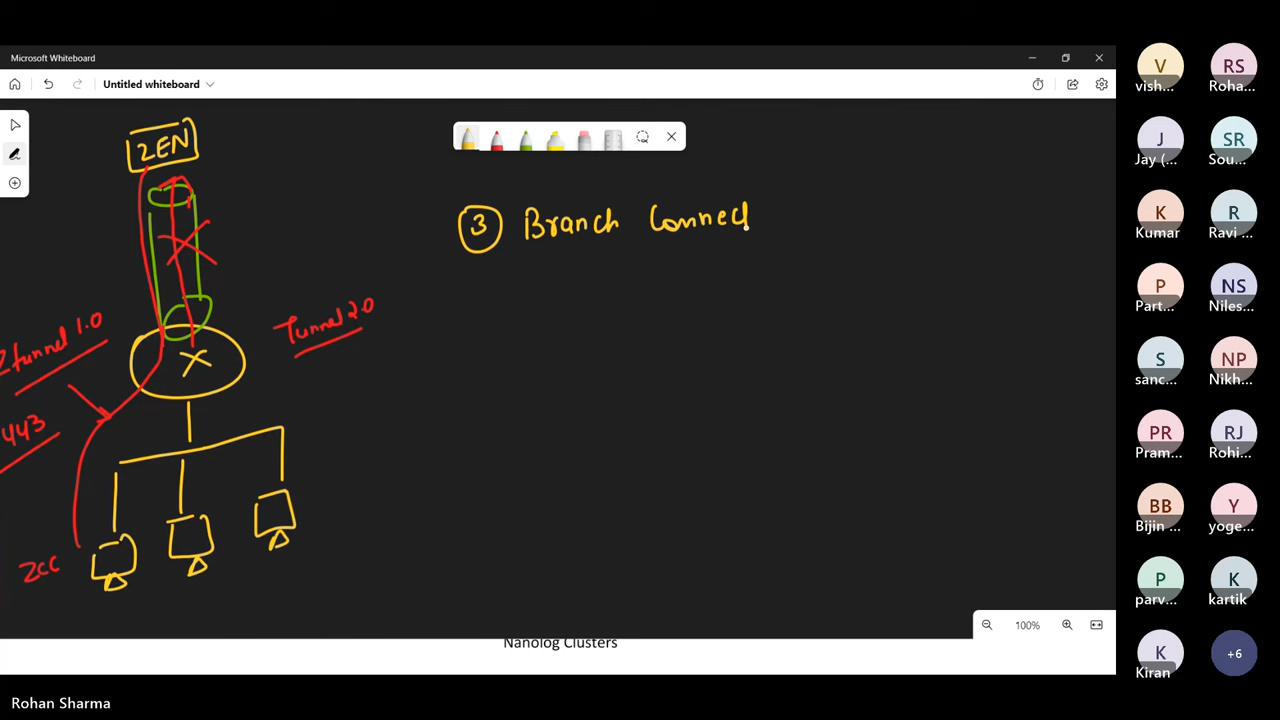 Microsoft Whiteboard
Untitled whiteboard
ZEN
3 Branch Connect
Tunnel 2.0
Ztunnel 1.0
443
ZCC
X
100%
Nanolog Clusters
Rohan Sharma
V
vish...
RS
Roha...
J
Jay (...
SR
Sou...
K
Kumar
R
Ravi ...
P
Part...
NS
Niles...
S
sanc...
NP
Nikh...
PR
Pram...
RJ
Rohi...
BB
Bijin ...
Y
yoge...
P
parv...
K
kartik
K
Kiran
+6